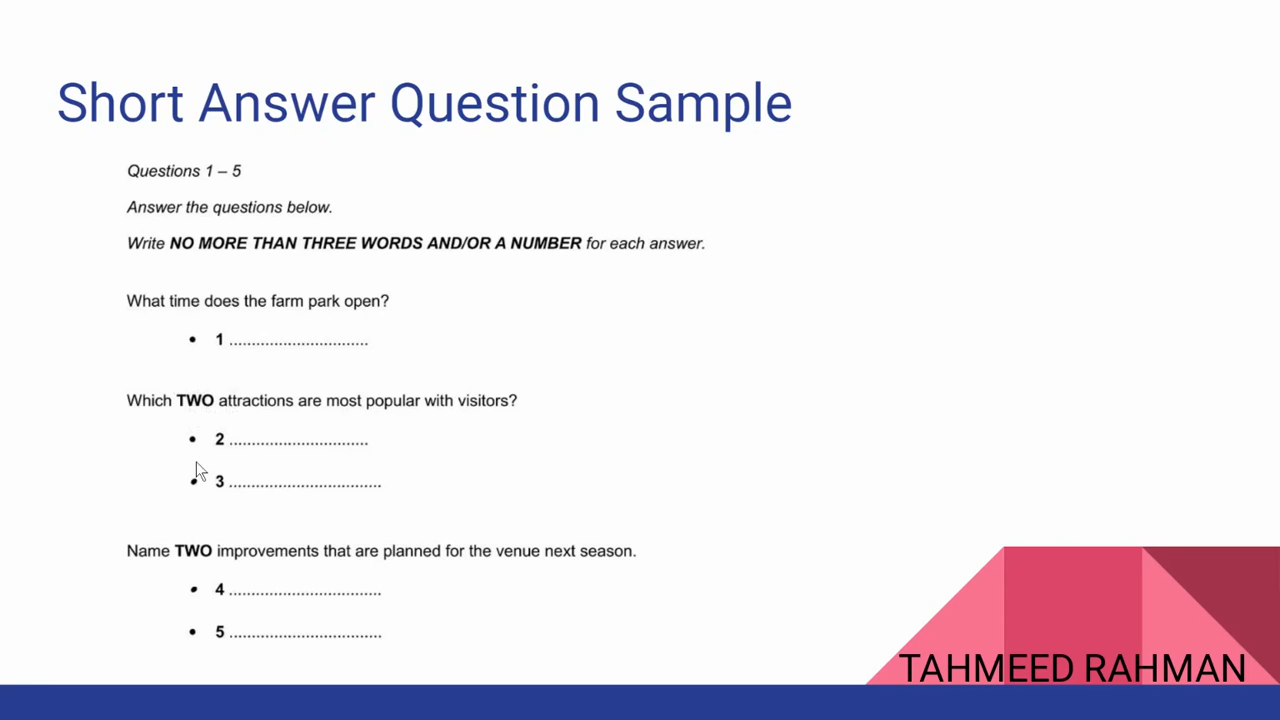 Short Answer Question Sample
Questions 1 – 5
Answer the questions below.
Write NO MORE THAN THREE WORDS AND/OR A NUMBER for each answer.
What time does the farm park open?
• 1 ...............................
Which TWO attractions are most popular with visitors?
• 2 ...............................
• 3 ..................................
Name TWO improvements that are planned for the venue next season.
• 4 ..................................
• 5 ..................................
TAHMEED RAHMAN